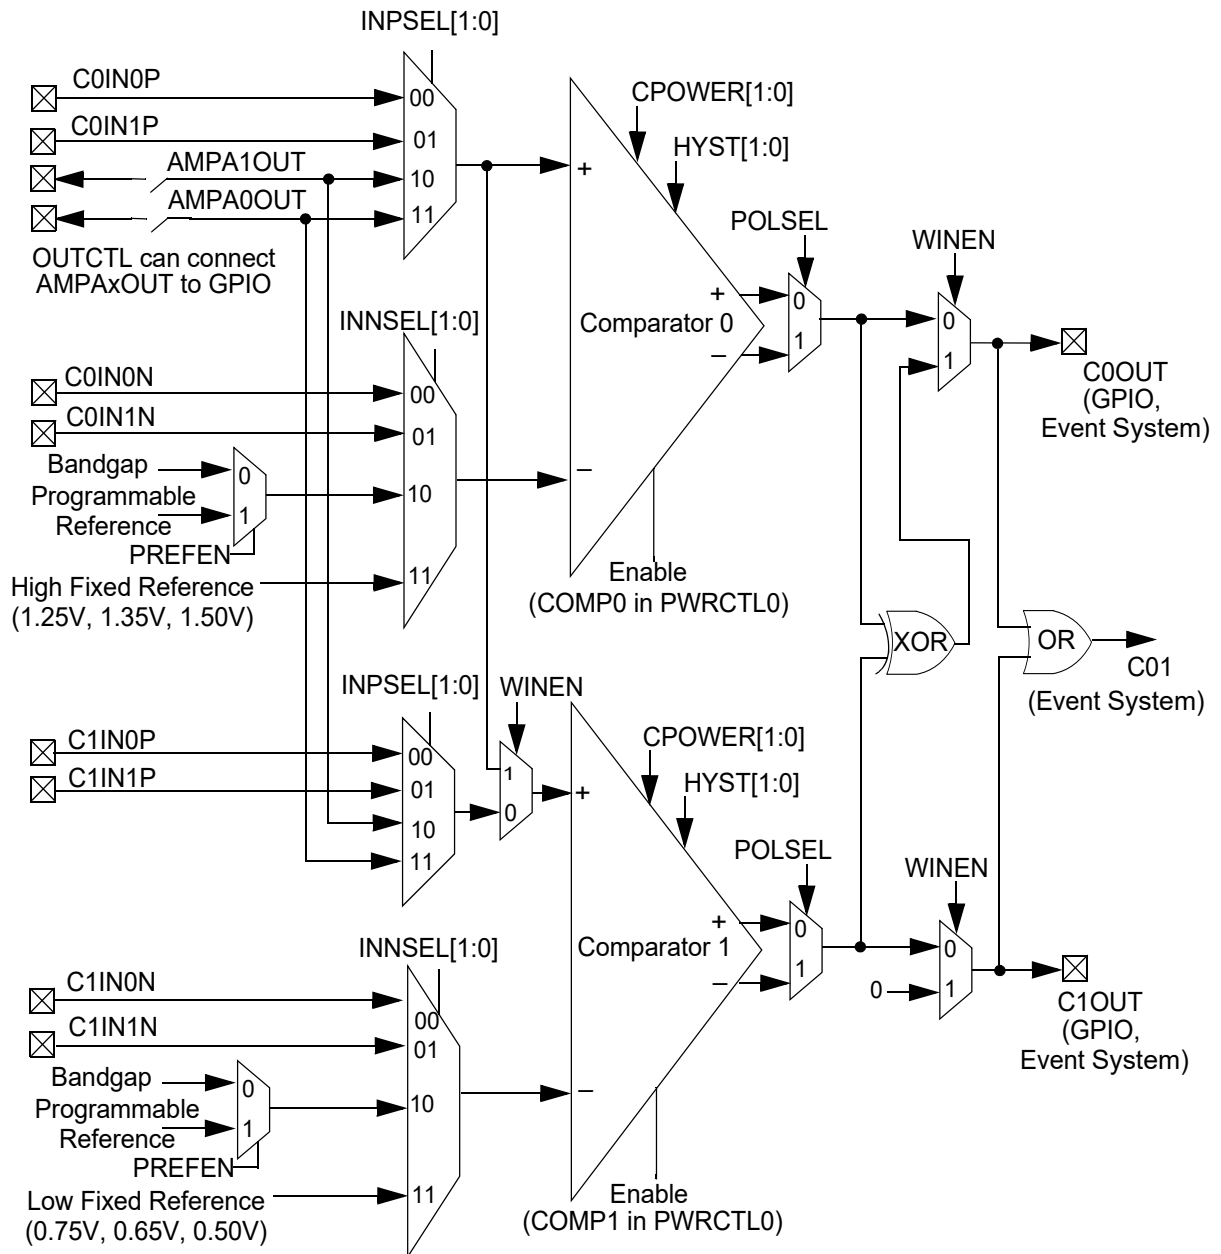 INPSEL[1:0]
C0IN0P
00
C0IN1P
01
AMPA1OUT
10
AMPA0OUT
11
OUTCTL can connect
AMPAxOUT to GPIO
CPOWER[1:0]
HYST[1:0]
+
POLSEL
WINEN
INNSEL[1:0]
+
0
0
Comparator 0
–
1
1
C0OUT
(GPIO,
Event System)
C0IN0N
00
C0IN1N
01
Bandgap
0
Programmable
Reference
1
10
–
PREFEN
High Fixed Reference
(1.25V, 1.35V, 1.50V)
11
Enable
(COMP0 in PWRCTL0)
XOR
OR
C01
(Event System)
INPSEL[1:0]
WINEN
C1IN0P
00
C1IN1P
01
1
10
0
11
+
CPOWER[1:0]
HYST[1:0]
POLSEL
WINEN
INNSEL[1:0]
+
0
0
Comparator 1
–
1
0
1
C1OUT
(GPIO,
Event System)
C1IN0N
00
C1IN1N
01
Bandgap
0
Programmable
Reference
1
10
–
PREFEN
Low Fixed Reference
(0.75V, 0.65V, 0.50V)
11
Enable
(COMP1 in PWRCTL0)